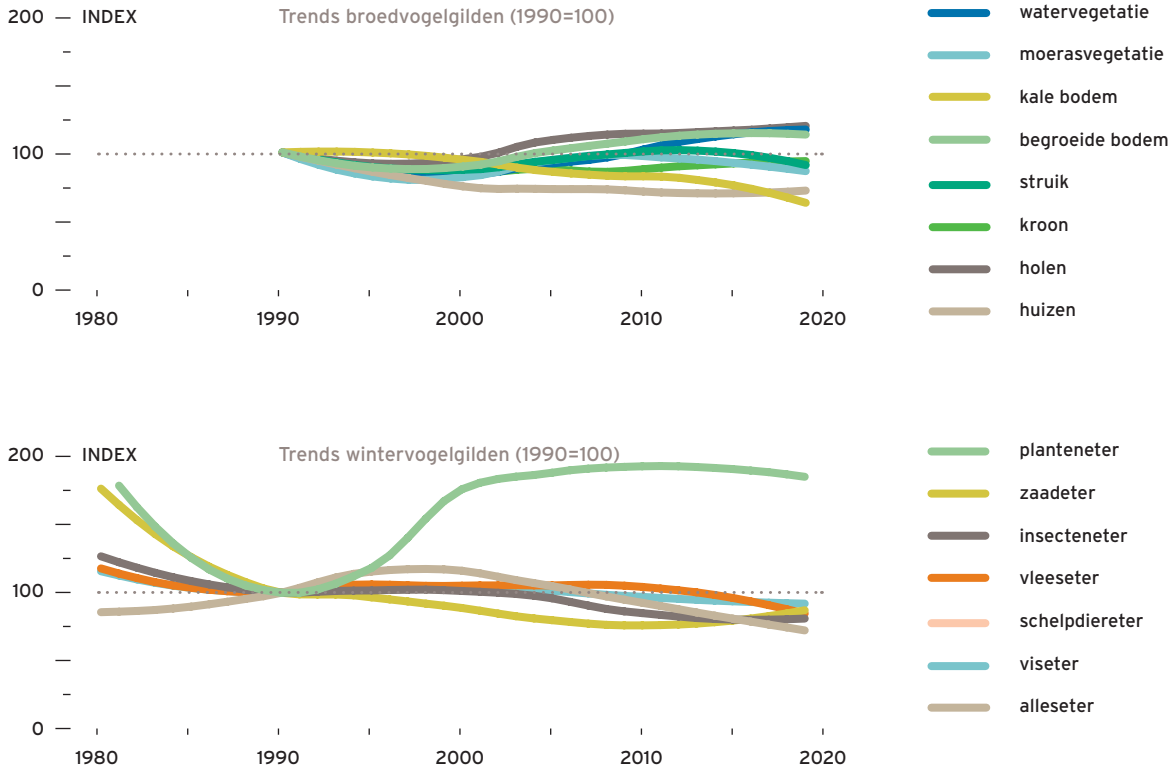 200 INDEX Trends broedvogelgilden (1990=100)
100
0
1980 1990 2000 2010 2020
watervegetatie
moerasvegetatie
kale bodem
begroeide bodem
struik
kroon
holen
huizen
200 INDEX Trends wintervogelgilden (1990=100)
100
0
1980 1990 2000 2010 2020
planteneter
zaadeter
insecteneter
vleeseter
schelpdiereter
viseter
alleseter